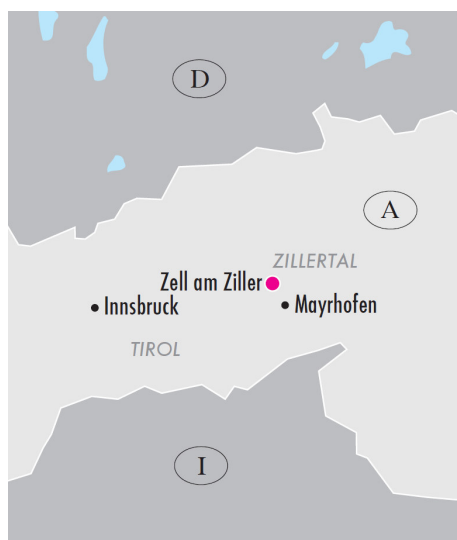 D
A
ZILLERTAL
Zell am Ziller
Innsbruck
Mayrhofen
TIROL
I